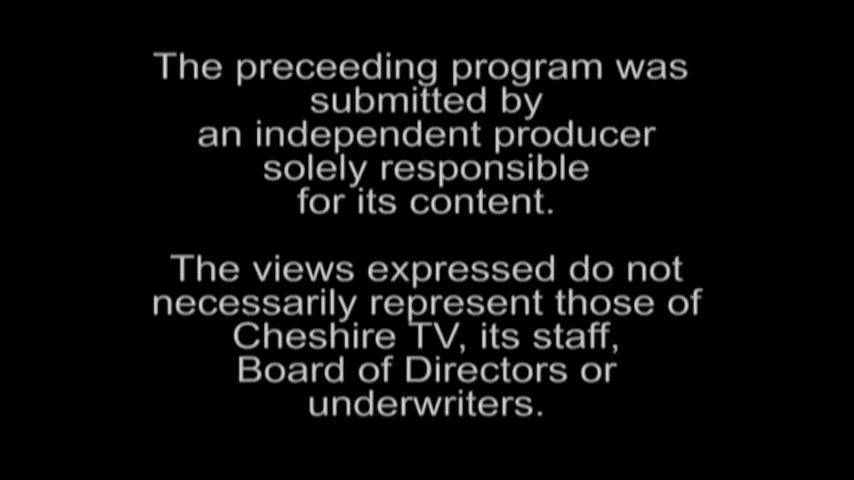 The preceeding program was
submitted by
an independent producer
solely responsible
for its content.
The views expressed do not
necessarily represent those of
Cheshire TV, its staff,
Board of Directors or
underwriters.